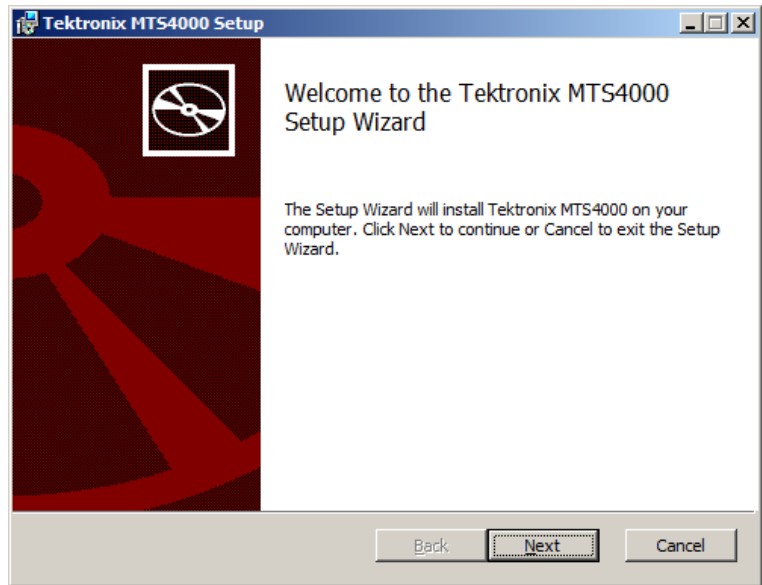 Tektronix MTS4000 Setup
Welcome to the Tektronix MTS4000
Setup Wizard
The Setup Wizard will install Tektronix MTS4000 on your
computer. Click Next to continue or Cancel to exit the Setup
Wizard.
Back Next Cancel